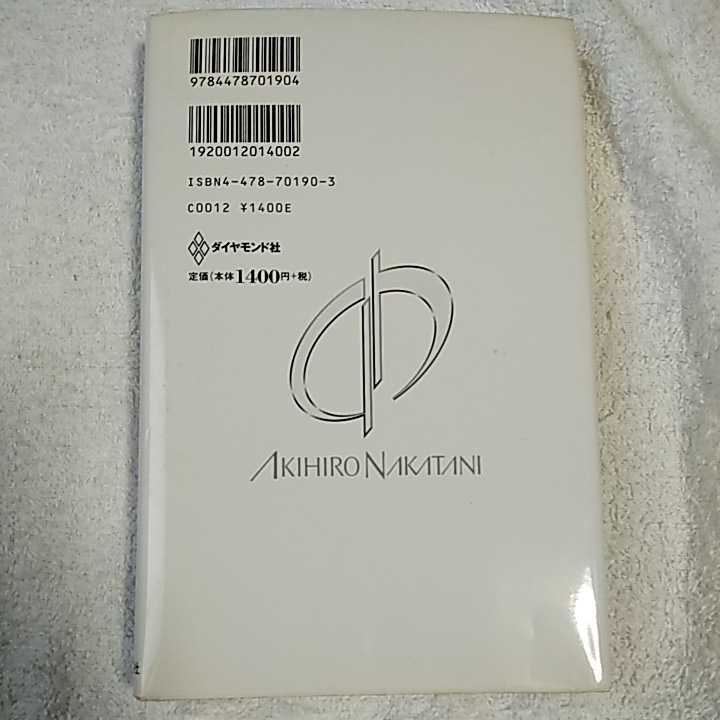 9784478701904
1920012014002
ISBN4-478-70190-3
C0012 ¥1400E
ダイヤモンド社
定価(本体1400円+税)
AKIHIRO NAKATANI